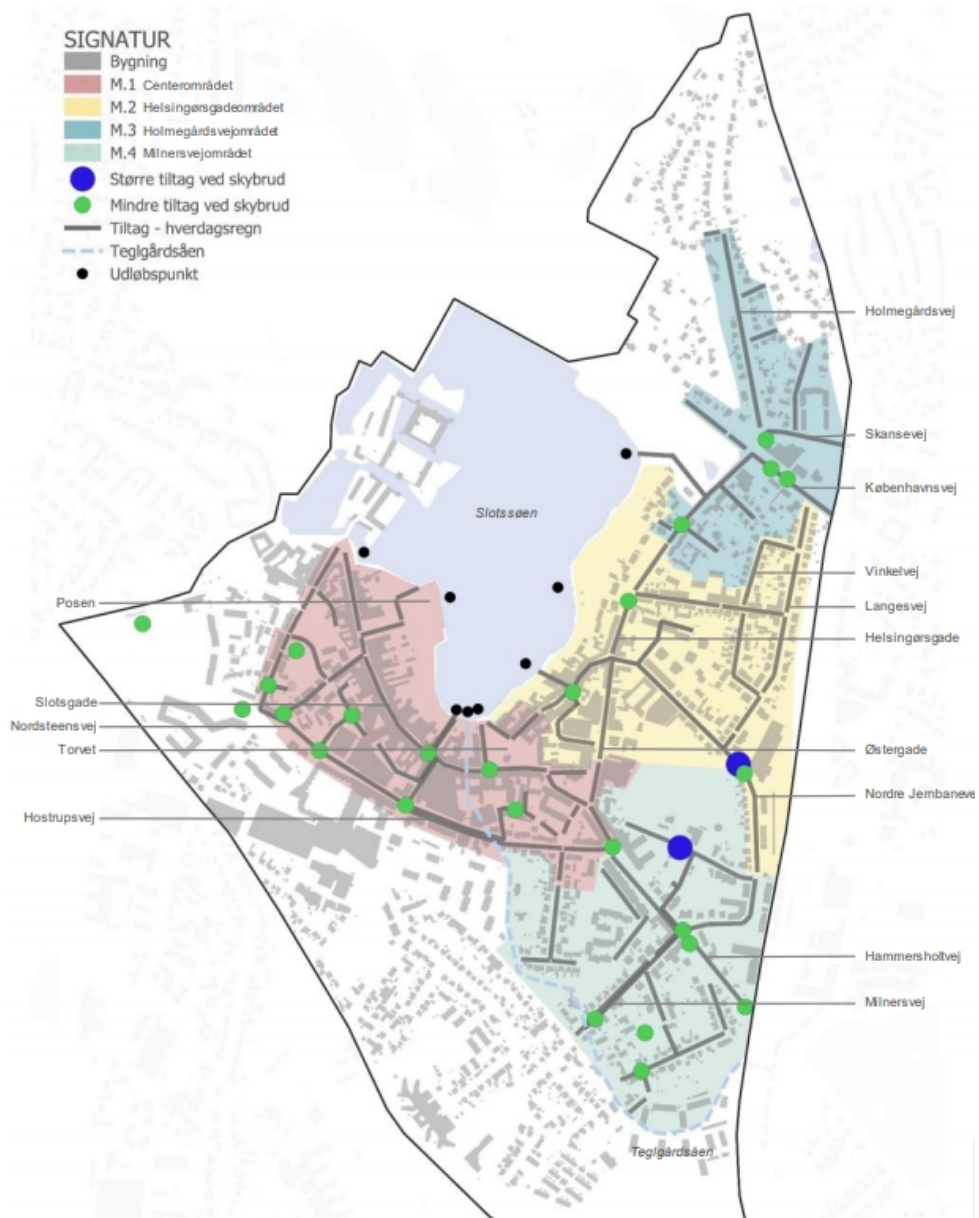 SIGNATUR
Bygning
M.1 Centerområdet
M.2 Helsingørsgadeområdet
M.3 Holmegårdsvejområdet
M.4 Milnersvejområdet
Større tiltag ved skybrud
Mindre tiltag ved skybrud
Tiltag - hverdagsregn
Teglgårdsåen
Udløbspunkt
Holmegårdsvej
Skansevej
Københavnsvej
Slotssøen
Vinkelvej
Posen
Langesvej
Helsingørsgade
Slotsgade
Nordsteensvej
Torvet
Østergade
Nordre Jernbaneve
Hostrupsvej
Hammersholtvej
Milnersvej
Teglgårdsåen